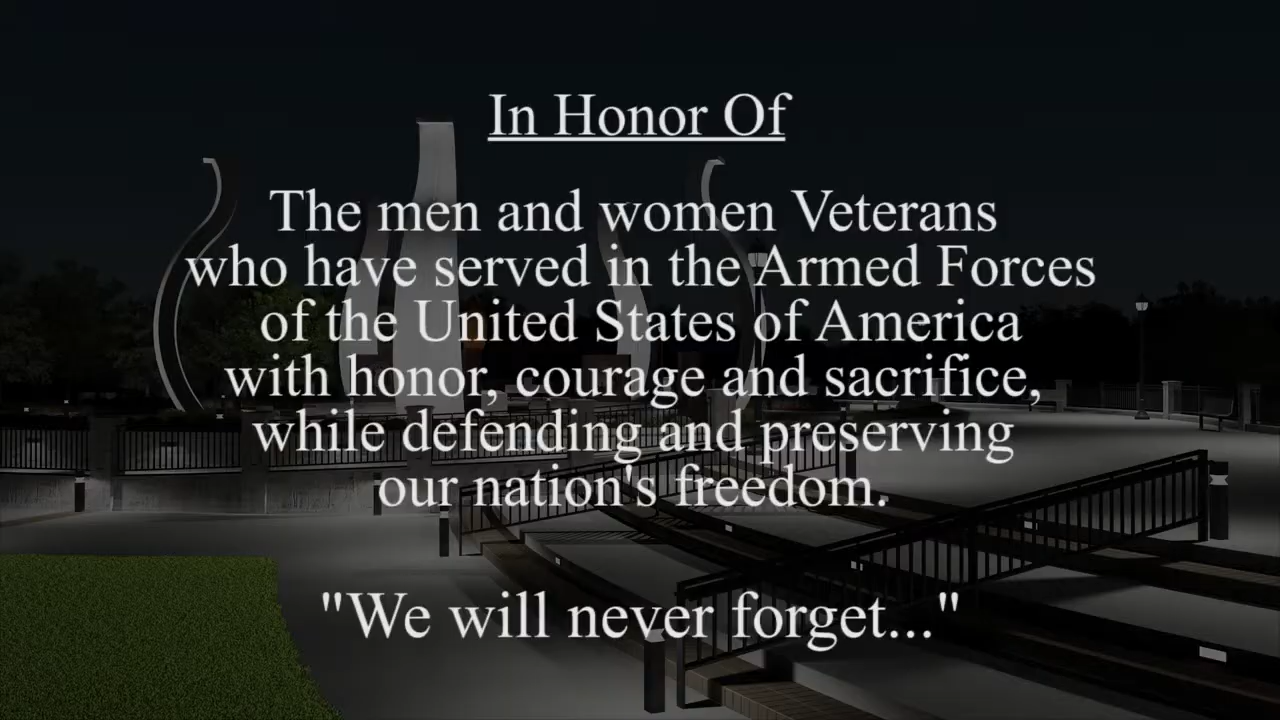 In Honor Of
The men and women Veterans
who have served in the Armed Forces
of the United States of America
with honor, courage and sacrifice,
while defending and preserving
our nation's freedom.
"We will never forget..."